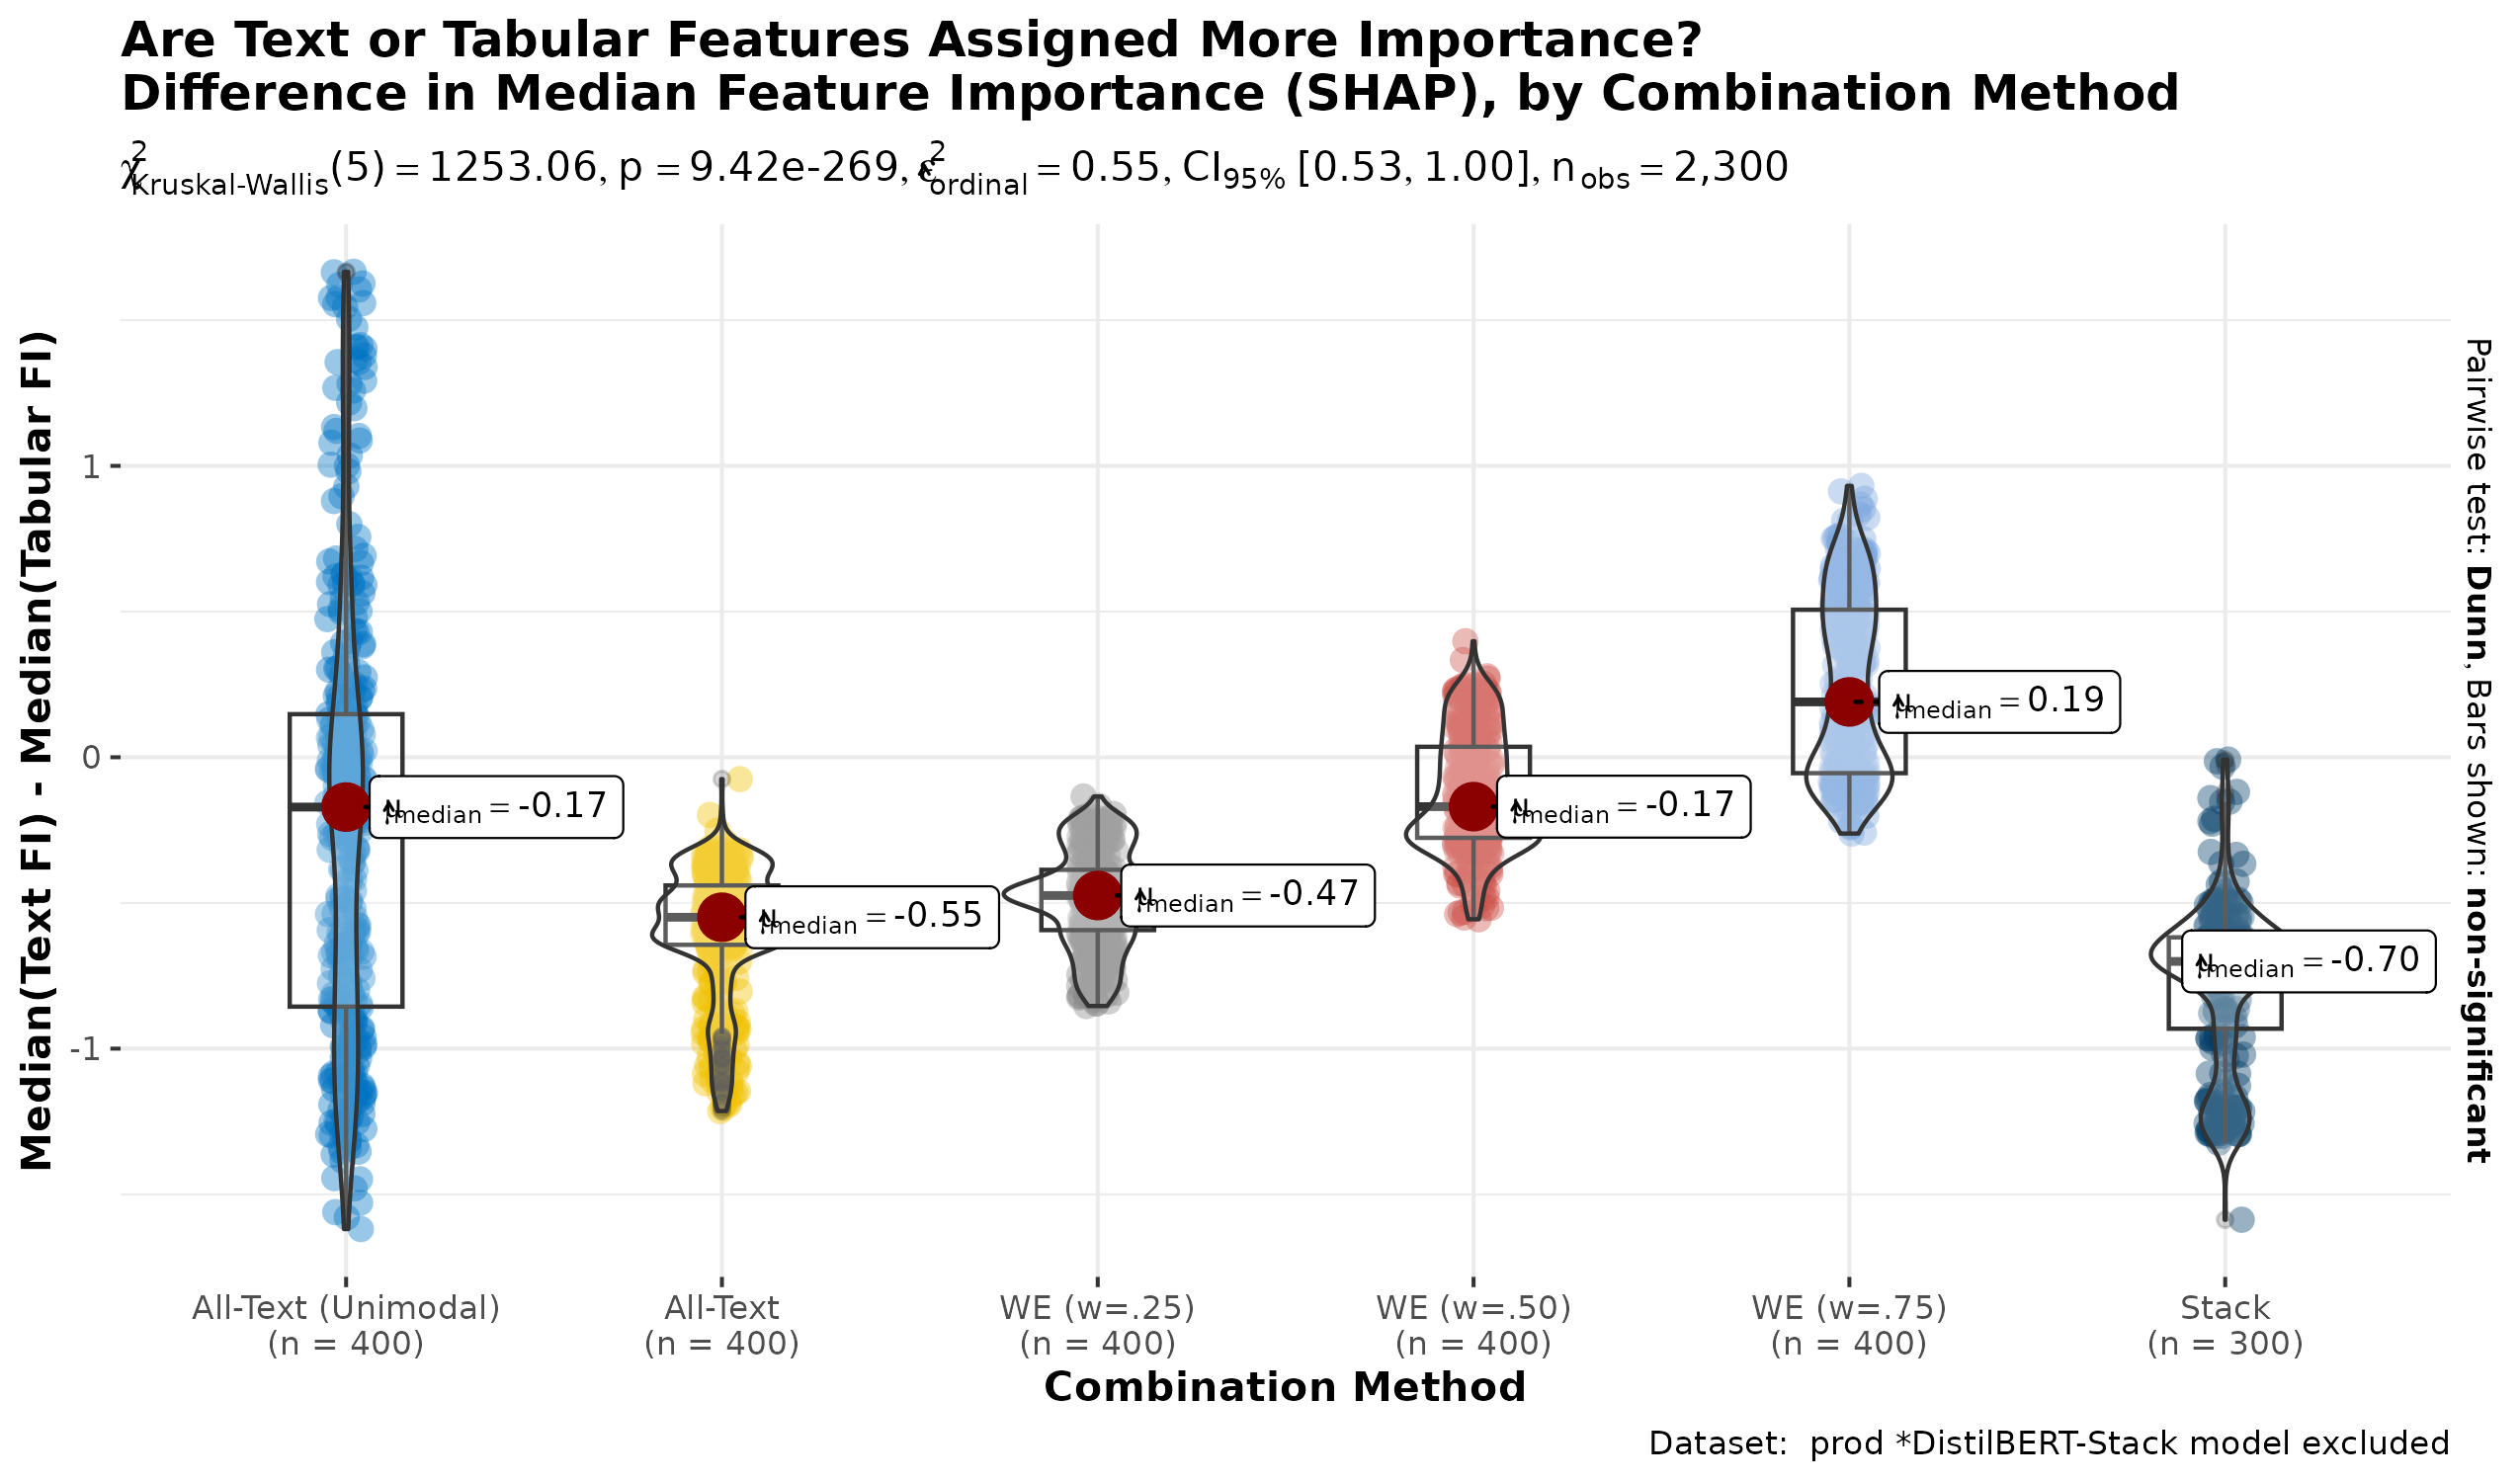 Are Text or Tabular Features Assigned More Importance?
Difference in Median Feature Importance (SHAP), by Combination Method
χ²Kruskal-Wallis(5) = 1253.06, p = 9.42e-269, ε²ordinal = 0.55, CI95% [0.53, 1.00], nobs = 2,300
Median(Text FI) - Median(Tabular FI)
1
0
-1
μ̂median = -0.17
μ̂median = -0.55
μ̂median = -0.47
μ̂median = -0.17
μ̂median = 0.19
μ̂median = -0.70
Pairwise test: Dunn, Bars shown: non-significant
All-Text (Unimodal)
(n = 400)
All-Text
(n = 400)
WE (w=.25)
(n = 400)
WE (w=.50)
(n = 400)
WE (w=.75)
(n = 400)
Stack
(n = 300)
Combination Method
Dataset:  prod *DistilBERT-Stack model excluded